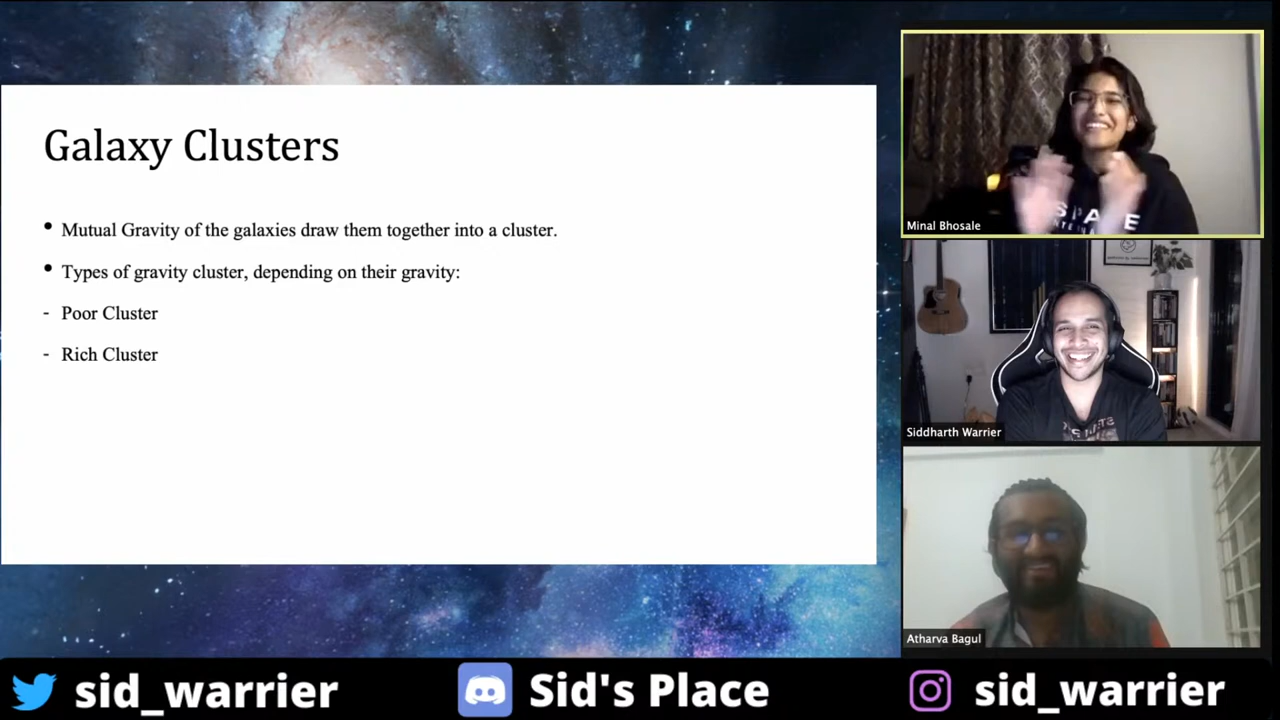 Galaxy Clusters
• Mutual Gravity of the galaxies draw them together into a cluster.
• Types of gravity cluster, depending on their gravity:
- Poor Cluster
- Rich Cluster
SPACE
Minal Bhosale
Siddharth Warrier
Atharva Bagul
sid_warrier
Sid's Place
sid_warrier